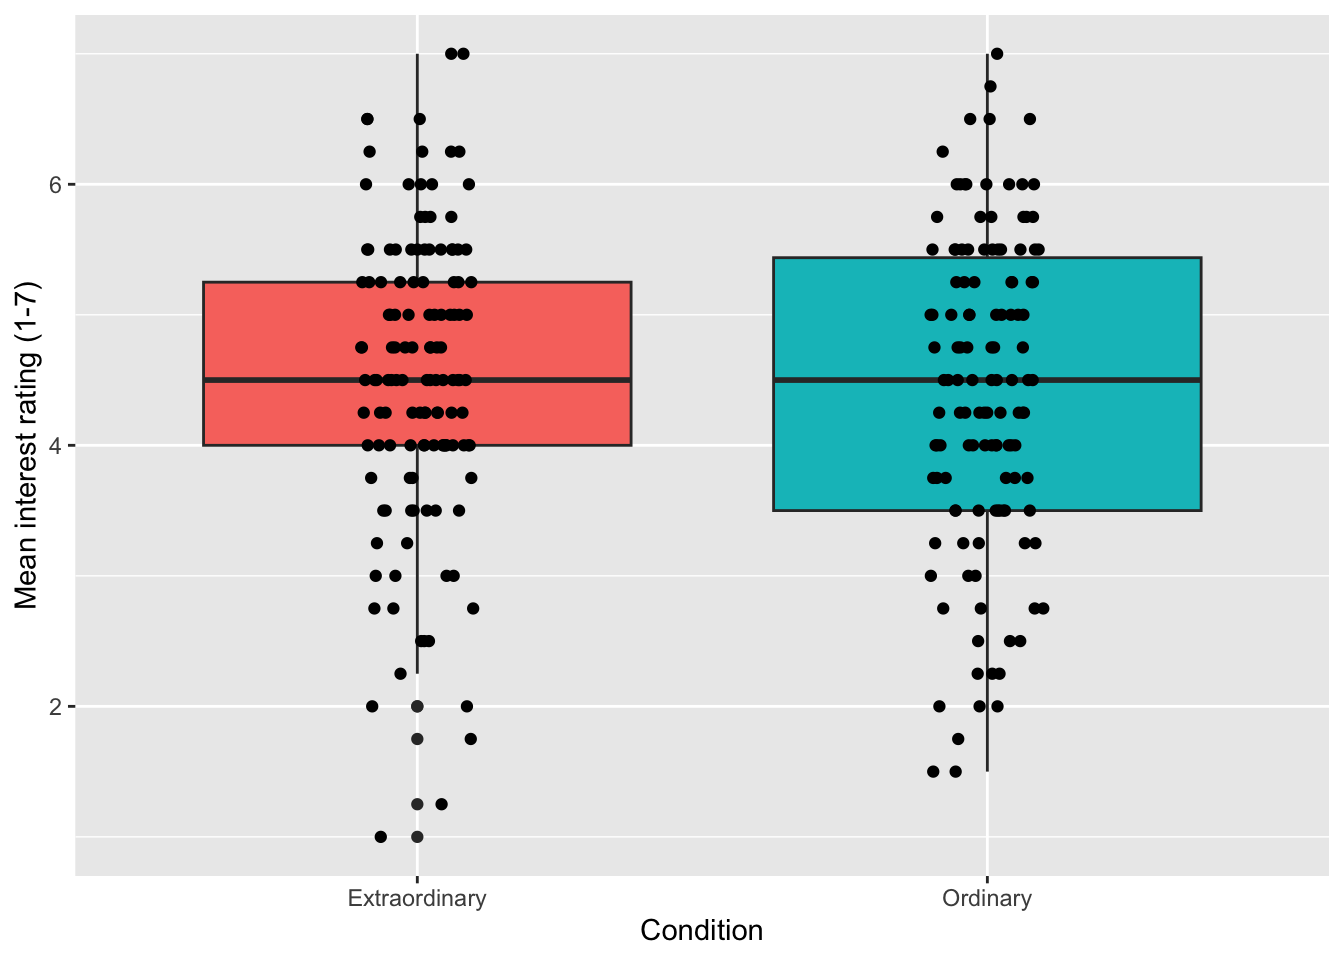 Mean interest rating (1-7)
6
4
2
Extraordinary
Ordinary
Condition